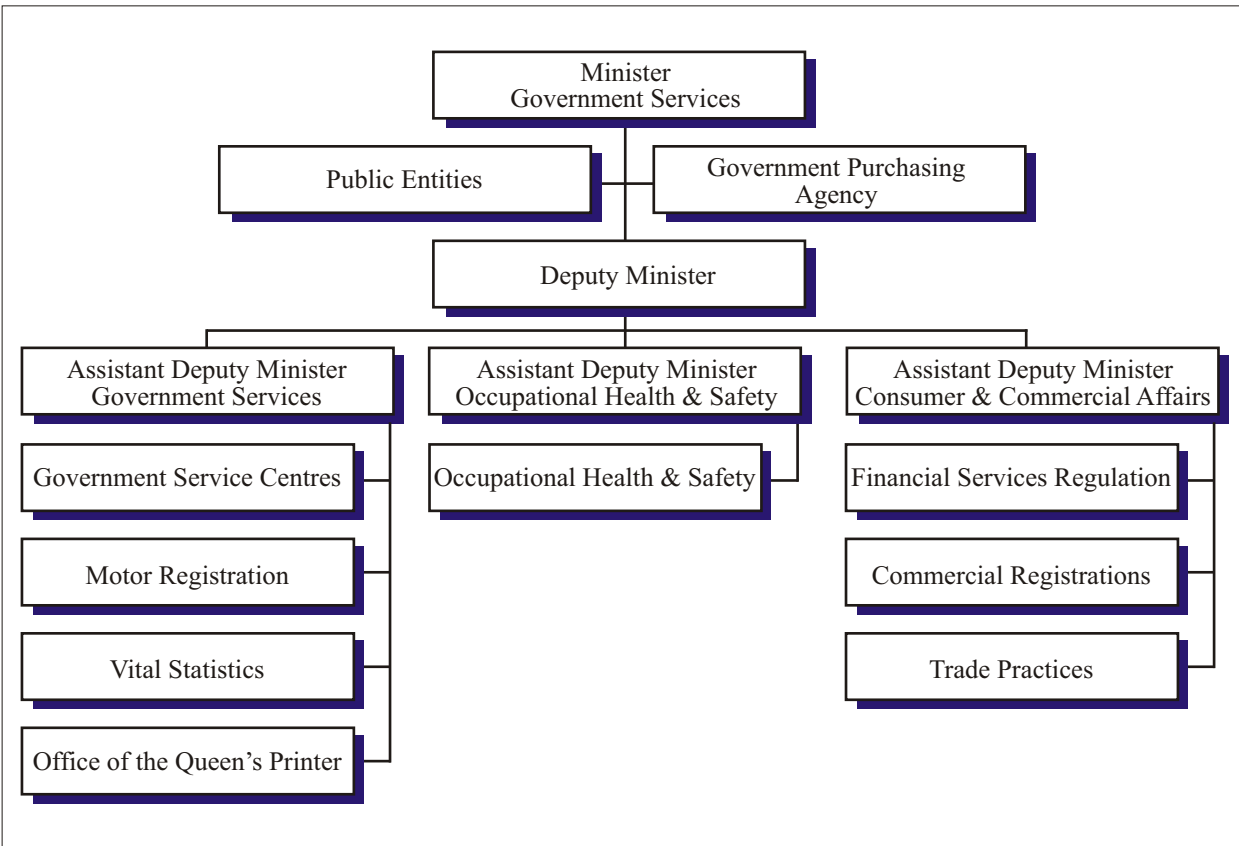 Minister
Government Services
Public Entities
Government Purchasing
Agency
Deputy Minister
Assistant Deputy Minister
Government Services
Assistant Deputy Minister
Occupational Health & Safety
Assistant Deputy Minister
Consumer & Commercial Affairs
Government Service Centres
Occupational Health & Safety
Financial Services Regulation
Motor Registration
Commercial Registrations
Vital Statistics
Trade Practices
Office of the Queen’s Printer